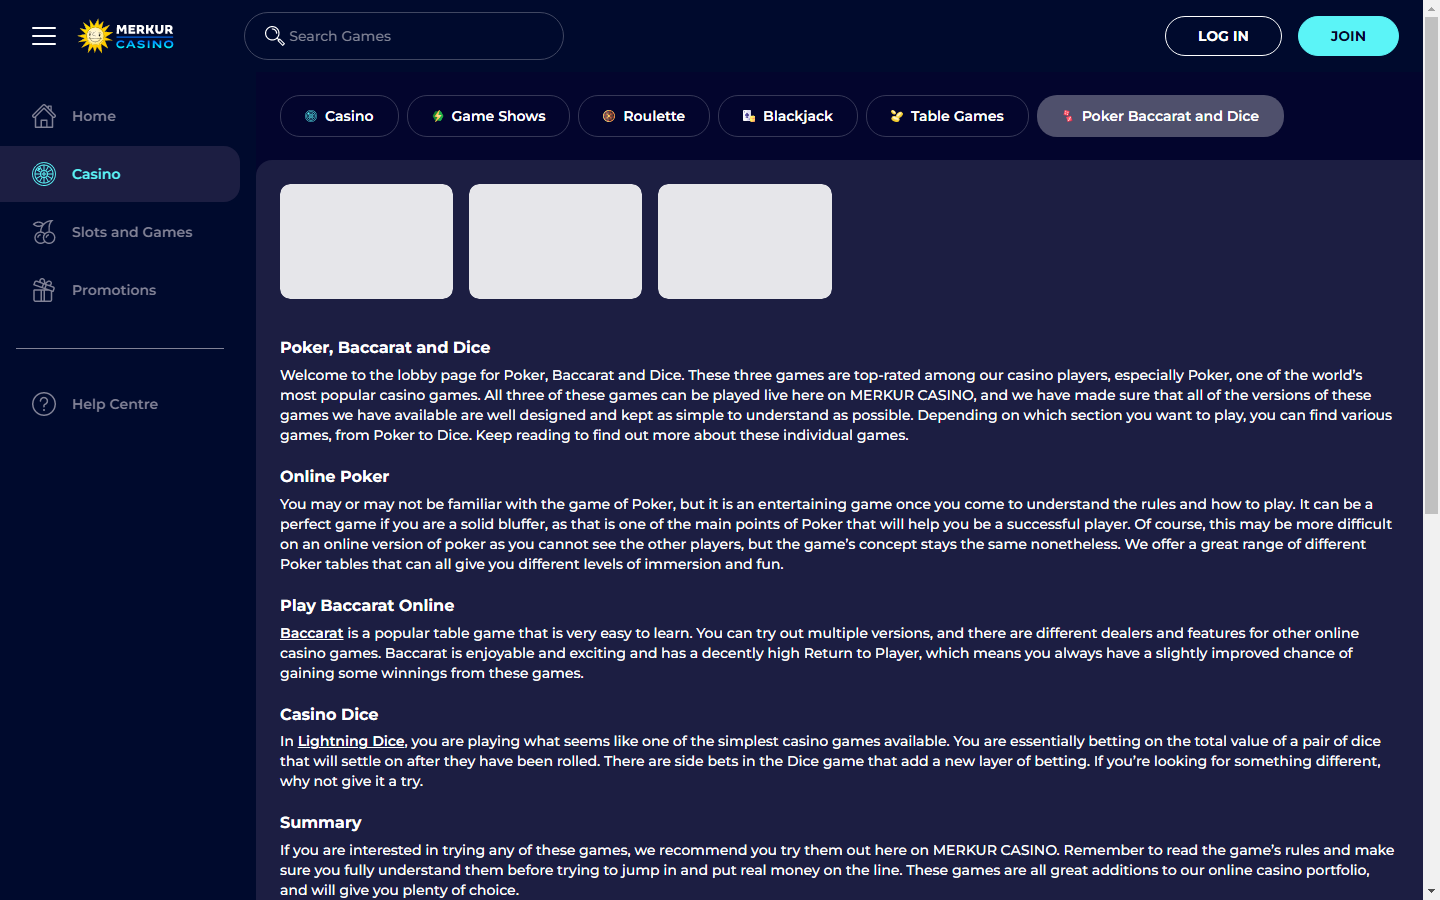 MERKUR
CASINO
Search Games
LOG IN
JOIN
Home
Casino
Slots and Games
Promotions
Help Centre
Casino
Game Shows
Roulette
Blackjack
Table Games
Poker Baccarat and Dice
Poker, Baccarat and Dice
Welcome to the lobby page for Poker, Baccarat and Dice. These three games are top-rated among our casino players, especially Poker, one of the world’s
most popular casino games. All three of these games can be played live here on MERKUR CASINO, and we have made sure that all of the versions of these
games we have available are well designed and kept as simple to understand as possible. Depending on which section you want to play, you can find various
games, from Poker to Dice. Keep reading to find out more about these individual games.
Online Poker
You may or may not be familiar with the game of Poker, but it is an entertaining game once you come to understand the rules and how to play. It can be a
perfect game if you are a solid bluffer, as that is one of the main points of Poker that will help you be a successful player. Of course, this may be more difficult
on an online version of poker as you cannot see the other players, but the game’s concept stays the same nonetheless. We offer a great range of different
Poker tables that can all give you different levels of immersion and fun.
Play Baccarat Online
Baccarat is a popular table game that is very easy to learn. You can try out multiple versions, and there are different dealers and features for other online
casino games. Baccarat is enjoyable and exciting and has a decently high Return to Player, which means you always have a slightly improved chance of
gaining some winnings from these games.
Casino Dice
In Lightning Dice, you are playing what seems like one of the simplest casino games available. You are essentially betting on the total value of a pair of dice
that will settle on after they have been rolled. There are side bets in the Dice game that add a new layer of betting. If you’re looking for something different,
why not give it a try.
Summary
If you are interested in trying any of these games, we recommend you try them out here on MERKUR CASINO. Remember to read the game’s rules and make
sure you fully understand them before trying to jump in and put real money on the line. These games are all great additions to our online casino portfolio,
and will give you plenty of choice.